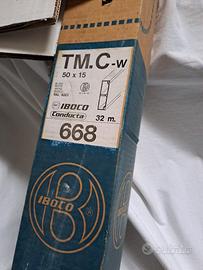 TM.C-W
50 x 15
IBOCO
Conducta
32 m.
668
IBOCO